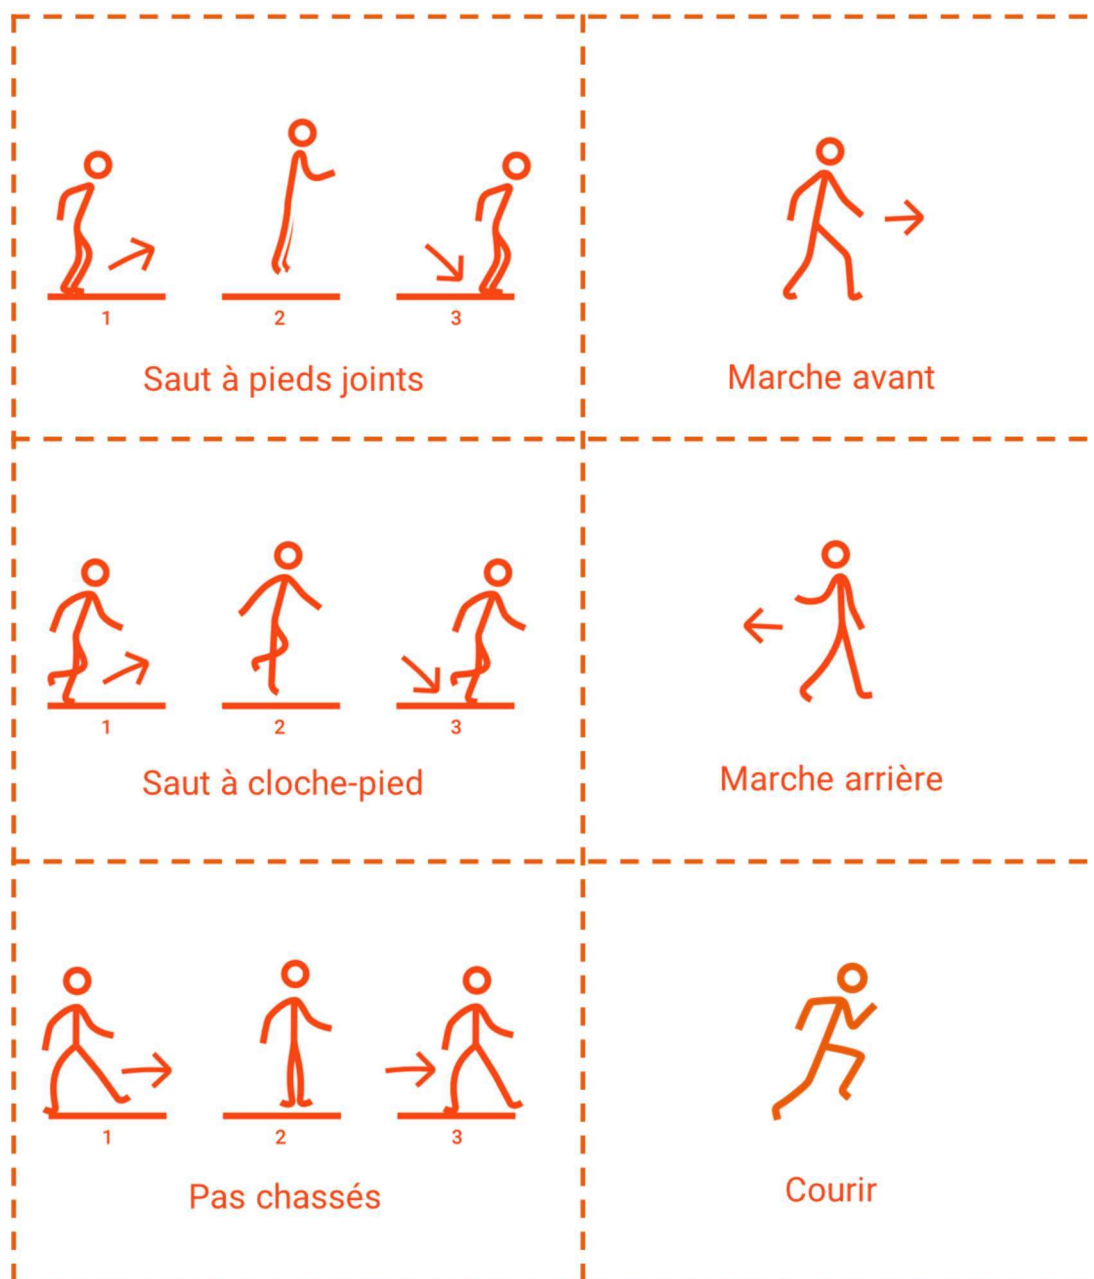 1 2 3
Saut à pieds joints
Marche avant
1 2 3
Saut à cloche-pied
Marche arrière
1 2 3
Pas chassés
Courir